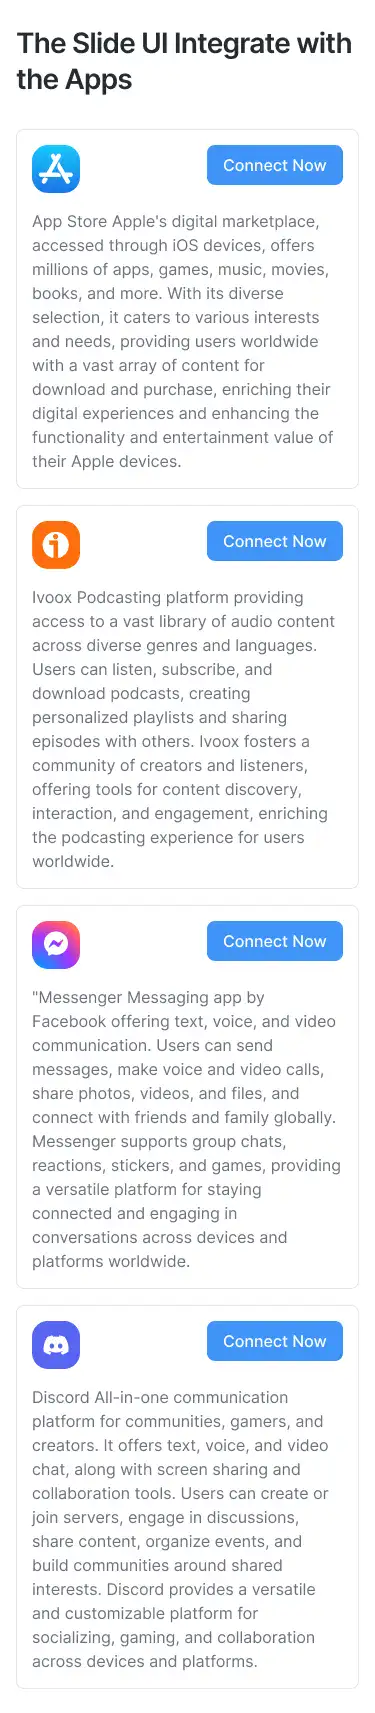 The Slide UI Integrate with
the Apps
Connect Now
App Store Apple's digital marketplace,
accessed through iOS devices, offers
millions of apps, games, music, movies,
books, and more. With its diverse
selection, it caters to various interests
and needs, providing users worldwide
with a vast array of content for
download and purchase, enriching their
digital experiences and enhancing the
functionality and entertainment value of
their Apple devices.
Connect Now
Ivoox Podcasting platform providing
access to a vast library of audio content
across diverse genres and languages.
Users can listen, subscribe, and
download podcasts, creating
personalized playlists and sharing
episodes with others. Ivoox fosters a
community of creators and listeners,
offering tools for content discovery,
interaction, and engagement, enriching
the podcasting experience for users
worldwide.
Connect Now
"Messenger Messaging app by
Facebook offering text, voice, and video
communication. Users can send
messages, make voice and video calls,
share photos, videos, and files, and
connect with friends and family globally.
Messenger supports group chats,
reactions, stickers, and games, providing
a versatile platform for staying
connected and engaging in
conversations across devices and
platforms worldwide.
Connect Now
Discord All-in-one communication
platform for communities, gamers, and
creators. It offers text, voice, and video
chat, along with screen sharing and
collaboration tools. Users can create or
join servers, engage in discussions,
share content, organize events, and
build communities around shared
interests. Discord provides a versatile
and customizable platform for
socializing, gaming, and collaboration
across devices and platforms.